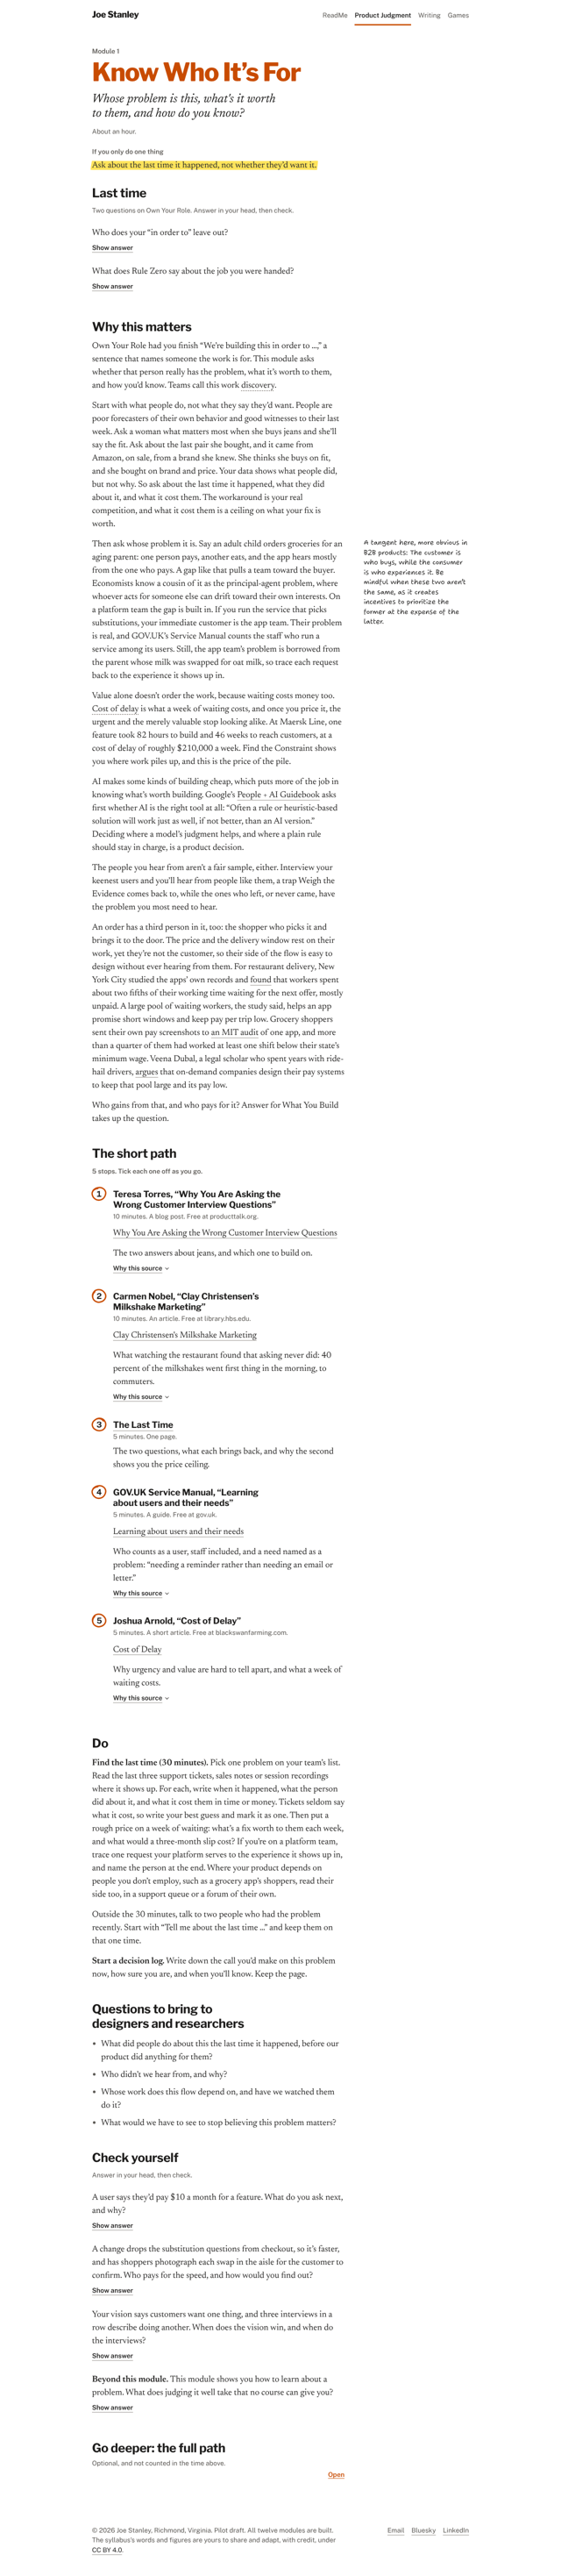 Joe Stanley
ReadMe Product Judgment Writing Games
Module 1
Know Who It’s For
Whose problem is this, what’s it worth
to them, and how do you know?
About an hour.
If you only do one thing
Ask about the last time it happened, not whether they’d want it.
Last time
Two questions on Own Your Role. Answer in your head, then check.
Who does your “in order to” leave out?
Show answer
What does Rule Zero say about the job you were handed?
Show answer
Why this matters
Own Your Role had you finish “We’re building this in order to ...,” a
sentence that names someone the work is for. This module asks
whether that person really has the problem, what it’s worth to them,
and how you’d know. Teams call this work discovery.
Start with what people do, not what they say they’d want. People are
poor forecasters of their own behavior and good witnesses to their last
week. Ask a woman what matters most when she buys jeans and she’ll
say the fit. Ask about the last pair she bought, and it came from
Amazon, on sale, from a brand she knew. She thinks she buys on fit,
and she bought on brand and price. Your data shows what people did,
but not why. So ask about the last time it happened, what they did
about it, and what it cost them. The workaround is your real
competition, and what it cost them is a ceiling on what your fix is
worth.
Then ask whose problem it is. Say an adult child orders groceries for an
aging parent: one person pays, another eats, and the app hears mostly
from the one who pays. A gap like that pulls a team toward the buyer.
Economists know a cousin of it as the principal-agent problem, where
whoever acts for someone else can drift toward their own interests. On
a platform team the gap is built in. If you run the service that picks
substitutions, your immediate customer is the app team. Their problem
is real, and GOV.UK’s Service Manual counts the staff who run a
service among its users. Still, the app team’s problem is borrowed from
the parent whose milk was swapped for oat milk, so trace each request
back to the experience it shows up in.
A tangent here, more obvious in
B2B products: The customer is
who buys, while the consumer
is who experiences it. Be
mindful when these two aren’t
the same, as it creates
incentives to prioritize the
former at the expense of the
latter.
Value alone doesn’t order the work, because waiting costs money too.
Cost of delay is what a week of waiting costs, and once you price it, the
urgent and the merely valuable stop looking alike. At Maersk Line, one
feature took 82 hours to build and 46 weeks to reach customers, at a
cost of delay of roughly $210,000 a week. Find the Constraint shows
you where work piles up, and this is the price of the pile.
AI makes some kinds of building cheap, which puts more of the job in
knowing what’s worth building. Google’s People + AI Guidebook asks
first whether AI is the right tool at all: “Often a rule or heuristic-based
solution will work just as well, if not better, than an AI version.”
Deciding where a model’s judgment helps, and where a plain rule
should stay in charge, is a product decision.
The people you hear from aren’t a fair sample, either. Interview your
keenest users and you’ll hear from people like them, a trap Weigh the
Evidence comes back to, while the ones who left, or never came, have
the problem you most need to hear.
An order has a third person in it, too: the shopper who picks it and
brings it to the door. The price and the delivery window rest on their
work, yet they’re not the customer, so their side of the flow is easy to
design without ever hearing from them. For restaurant delivery, New
York City studied the apps’ own records and found that workers spent
about two fifths of their working time waiting for the next offer, mostly
unpaid. A large pool of waiting workers, the study said, helps an app
promise short windows and keep pay per trip low. Grocery shoppers
sent their own pay screenshots to an MIT audit of one app, and more
than a quarter of them had worked at least one shift below their state’s
minimum wage. Veena Dubal, a legal scholar who spent years with ride-
hail drivers, argues that on-demand companies design their pay systems
to keep that pool large and its pay low.
Who gains from that, and who pays for it? Answer for What You Build
takes up the question.
The short path
5 stops. Tick each one off as you go.
1
Teresa Torres, “Why You Are Asking the
Wrong Customer Interview Questions”
10 minutes. A blog post. Free at producttalk.org.
Why You Are Asking the Wrong Customer Interview Questions
The two answers about jeans, and which one to build on.
Why this source
2
Carmen Nobel, “Clay Christensen’s
Milkshake Marketing”
10 minutes. An article. Free at library.hbs.edu.
Clay Christensen’s Milkshake Marketing
What watching the restaurant found that asking never did: 40
percent of the milkshakes went first thing in the morning, to
commuters.
Why this source
3
The Last Time
5 minutes. One page.
The two questions, what each brings back, and why the second
shows you the price ceiling.
4
GOV.UK Service Manual, “Learning
about users and their needs”
5 minutes. A guide. Free at gov.uk.
Learning about users and their needs
Who counts as a user, staff included, and a need named as a
problem: “needing a reminder rather than needing an email or
letter.”
Why this source
5
Joshua Arnold, “Cost of Delay”
5 minutes. A short article. Free at blackswanfarming.com.
Cost of Delay
Why urgency and value are hard to tell apart, and what a week of
waiting costs.
Why this source
Do
Find the last time (30 minutes). Pick one problem on your team’s list.
Read the last three support tickets, sales notes or session recordings
where it shows up. For each, write when it happened, what the person
did about it, and what it cost them in time or money. Tickets seldom say
what it cost, so write your best guess and mark it as one. Then put a
rough price on a week of waiting: what’s a fix worth to them each week,
and what would a three-month slip cost? If you’re on a platform team,
trace one request your platform serves to the experience it shows up in,
and name the person at the end. Where your product depends on
people you don’t employ, such as a grocery app’s shoppers, read their
side too, in a support queue or a forum of their own.
Outside the 30 minutes, talk to two people who had the problem
recently. Start with “Tell me about the last time ...” and keep them on
that one time.
Start a decision log. Write down the call you’d make on this problem
now, how sure you are, and when you’ll know. Keep the page.
Questions to bring to
designers and researchers
• What did people do about this the last time it happened, before our
product did anything for them?
• Who didn’t we hear from, and why?
• Whose work does this flow depend on, and have we watched them
do it?
• What would we have to see to stop believing this problem matters?
Check yourself
Answer in your head, then check.
A user says they’d pay $10 a month for a feature. What do you ask next,
and why?
Show answer
A change drops the substitution questions from checkout, so it’s faster,
and has shoppers photograph each swap in the aisle for the customer to
confirm. Who pays for the speed, and how would you find out?
Show answer
Your vision says customers want one thing, and three interviews in a
row describe doing another. When does the vision win, and when do
the interviews?
Show answer
Beyond this module. This module shows you how to learn about a
problem. What does judging it well take that no course can give you?
Show answer
Go deeper: the full path
Optional, and not counted in the time above.
Open
© 2026 Joe Stanley, Richmond, Virginia. Pilot draft. All twelve modules are built.
The syllabus’s words and figures are yours to share and adapt, with credit, under
CC BY 4.0.
Email Bluesky LinkedIn